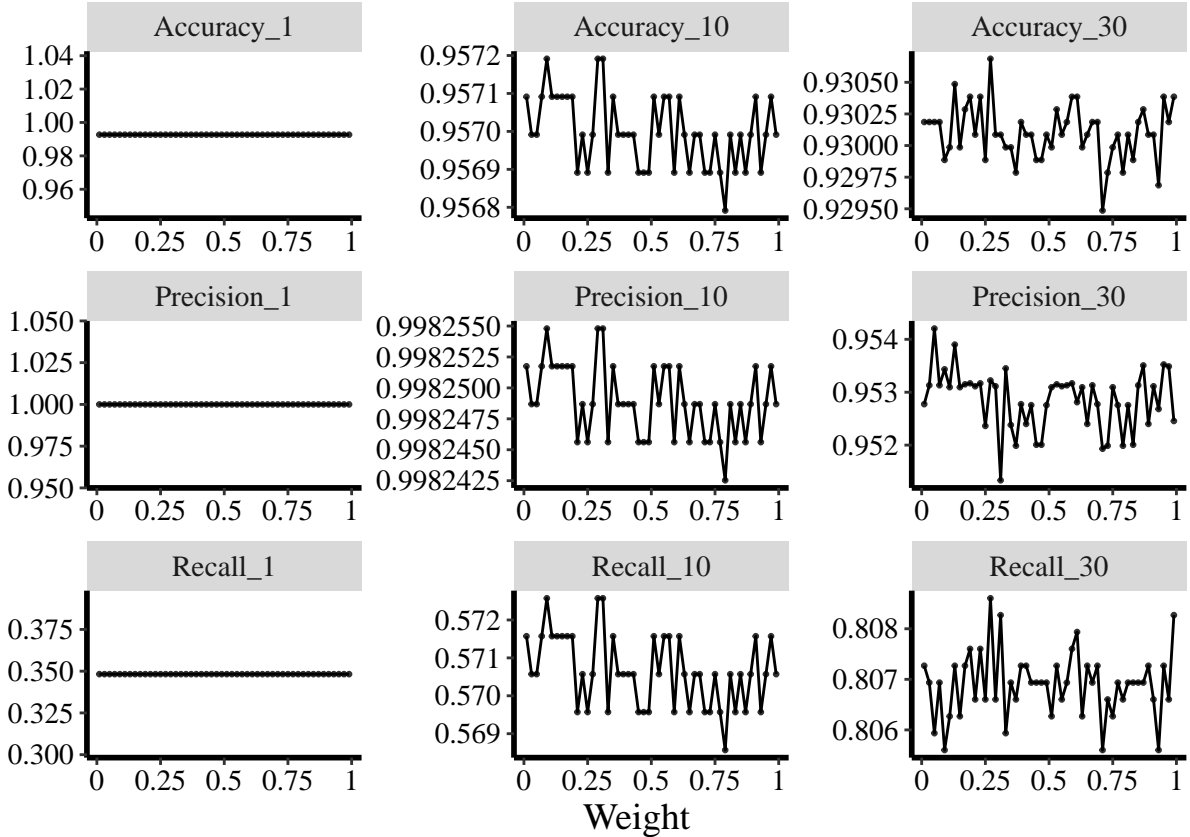 Accuracy_1
1.04
1.02
1.00
0.98
0.96
0 0.25 0.5 0.75 1
Accuracy_10
0.9572
0.9571
0.9570
0.9569
0.9568
0 0.25 0.5 0.75 1
Accuracy_30
0.93050
0.93025
0.93000
0.92975
0.92950
0 0.25 0.5 0.75 1
Precision_1
1.050
1.025
1.000
0.975
0.950
0 0.25 0.5 0.75 1
Precision_10
0.9982550
0.9982525
0.9982500
0.9982475
0.9982450
0.9982425
0 0.25 0.5 0.75 1
Precision_30
0.954
0.953
0.952
0 0.25 0.5 0.75 1
Recall_1
0.375
0.350
0.325
0.300
0 0.25 0.5 0.75 1
Recall_10
0.572
0.571
0.570
0.569
0 0.25 0.5 0.75 1
Recall_30
0.808
0.807
0.806
0 0.25 0.5 0.75 1
Weight